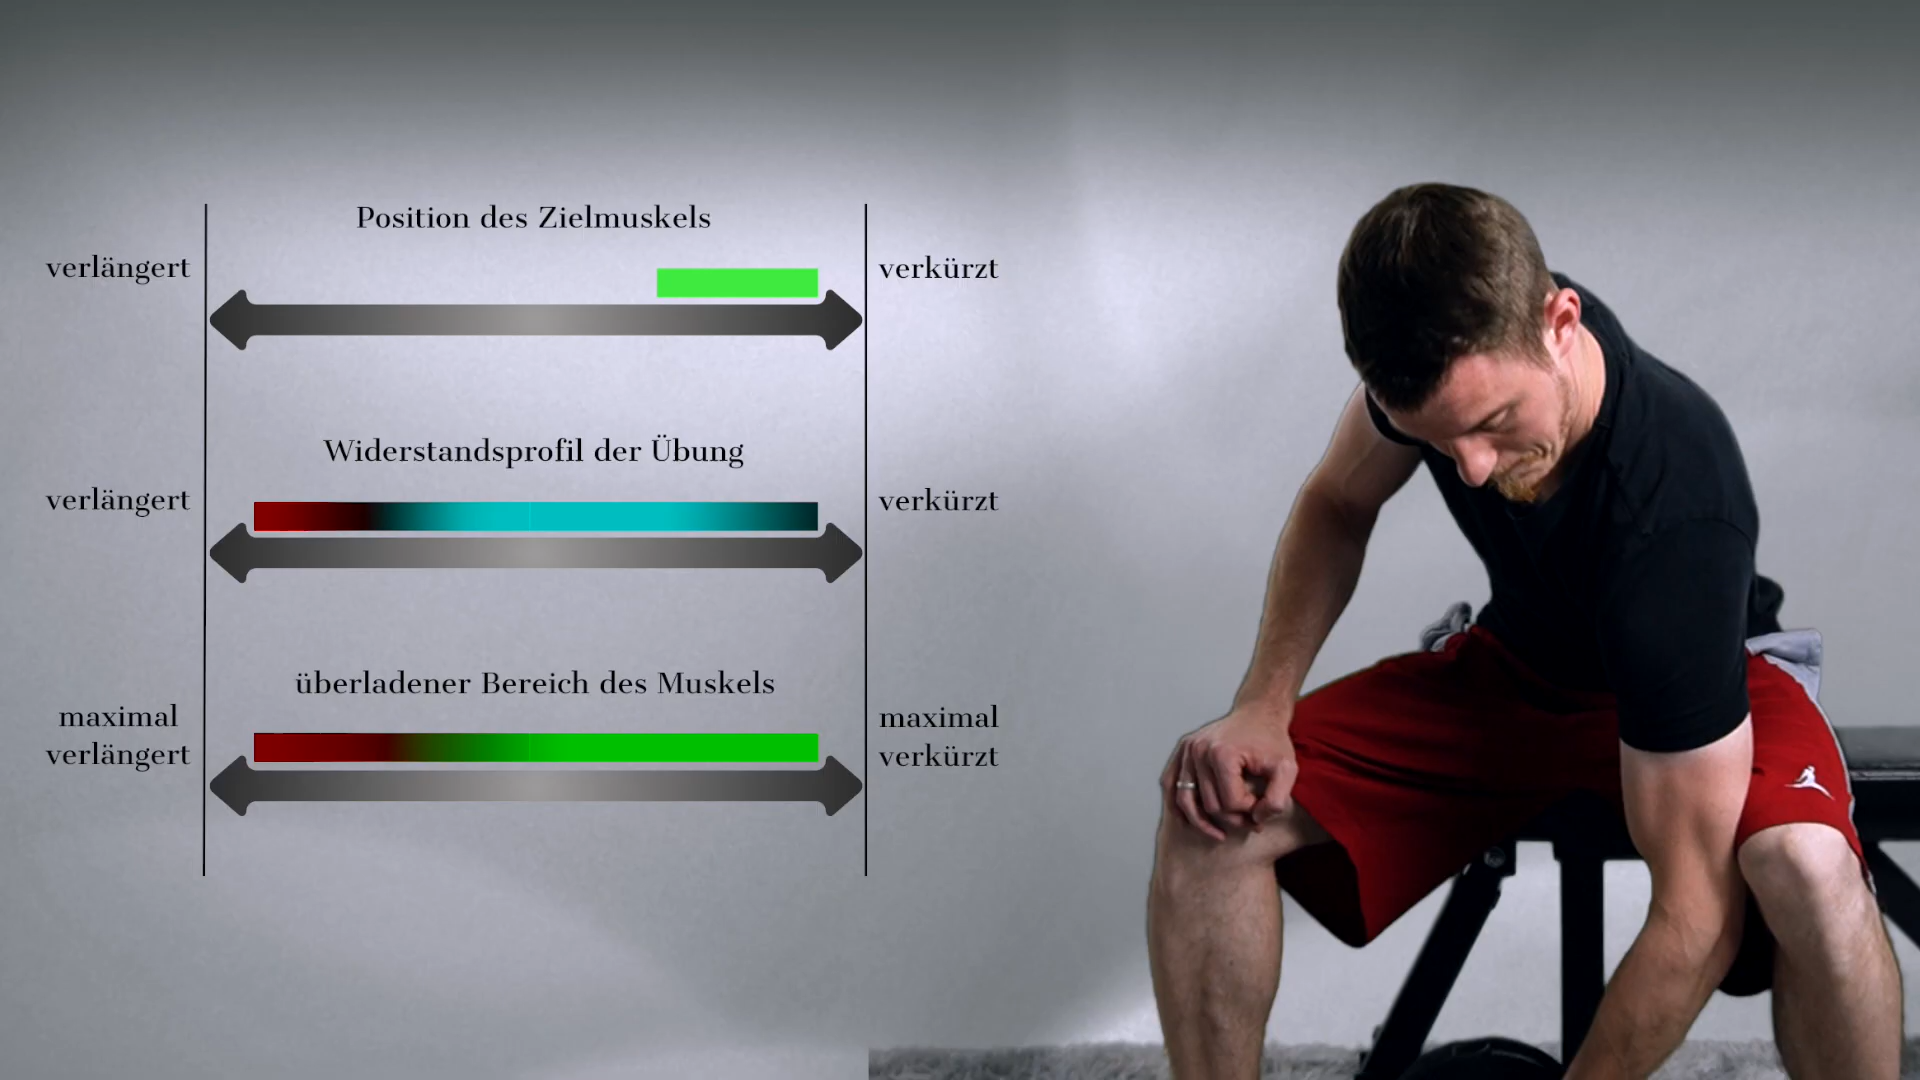 Position des Zielmuskels
verlängert
verkürzt
Widerstandsprofil der Übung
verlängert
verkürzt
überladener Bereich des Muskels
maximal
verlängert
maximal
verkürzt